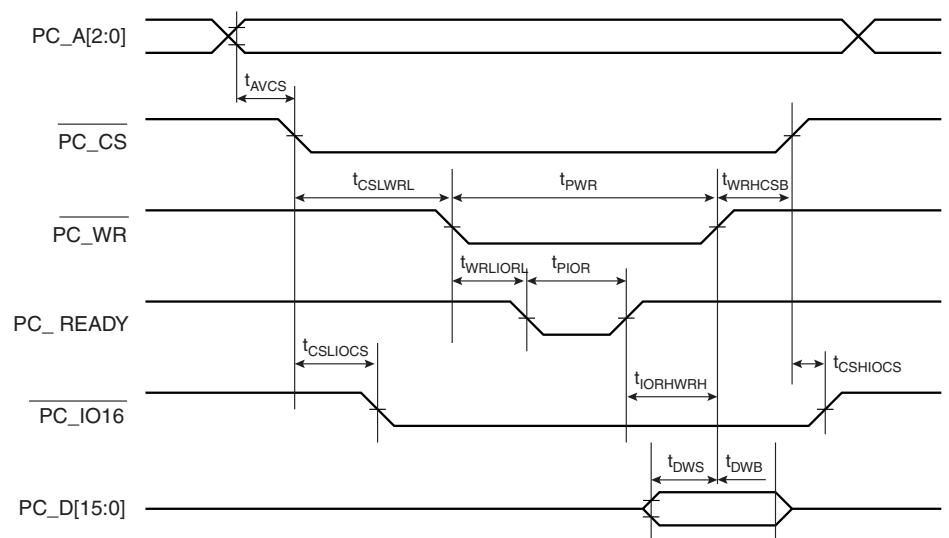 PC_A[2:0]
tAVCS
PC_CS
tCSLWRL
tPWR
tWRHCSB
PC_WR
tWRLIORL
tPIOR
PC_ READY
tCSLIOCS
tCSHIOCS
tIORHWRH
PC_IO16
tDWS
tDWB
PC_D[15:0]